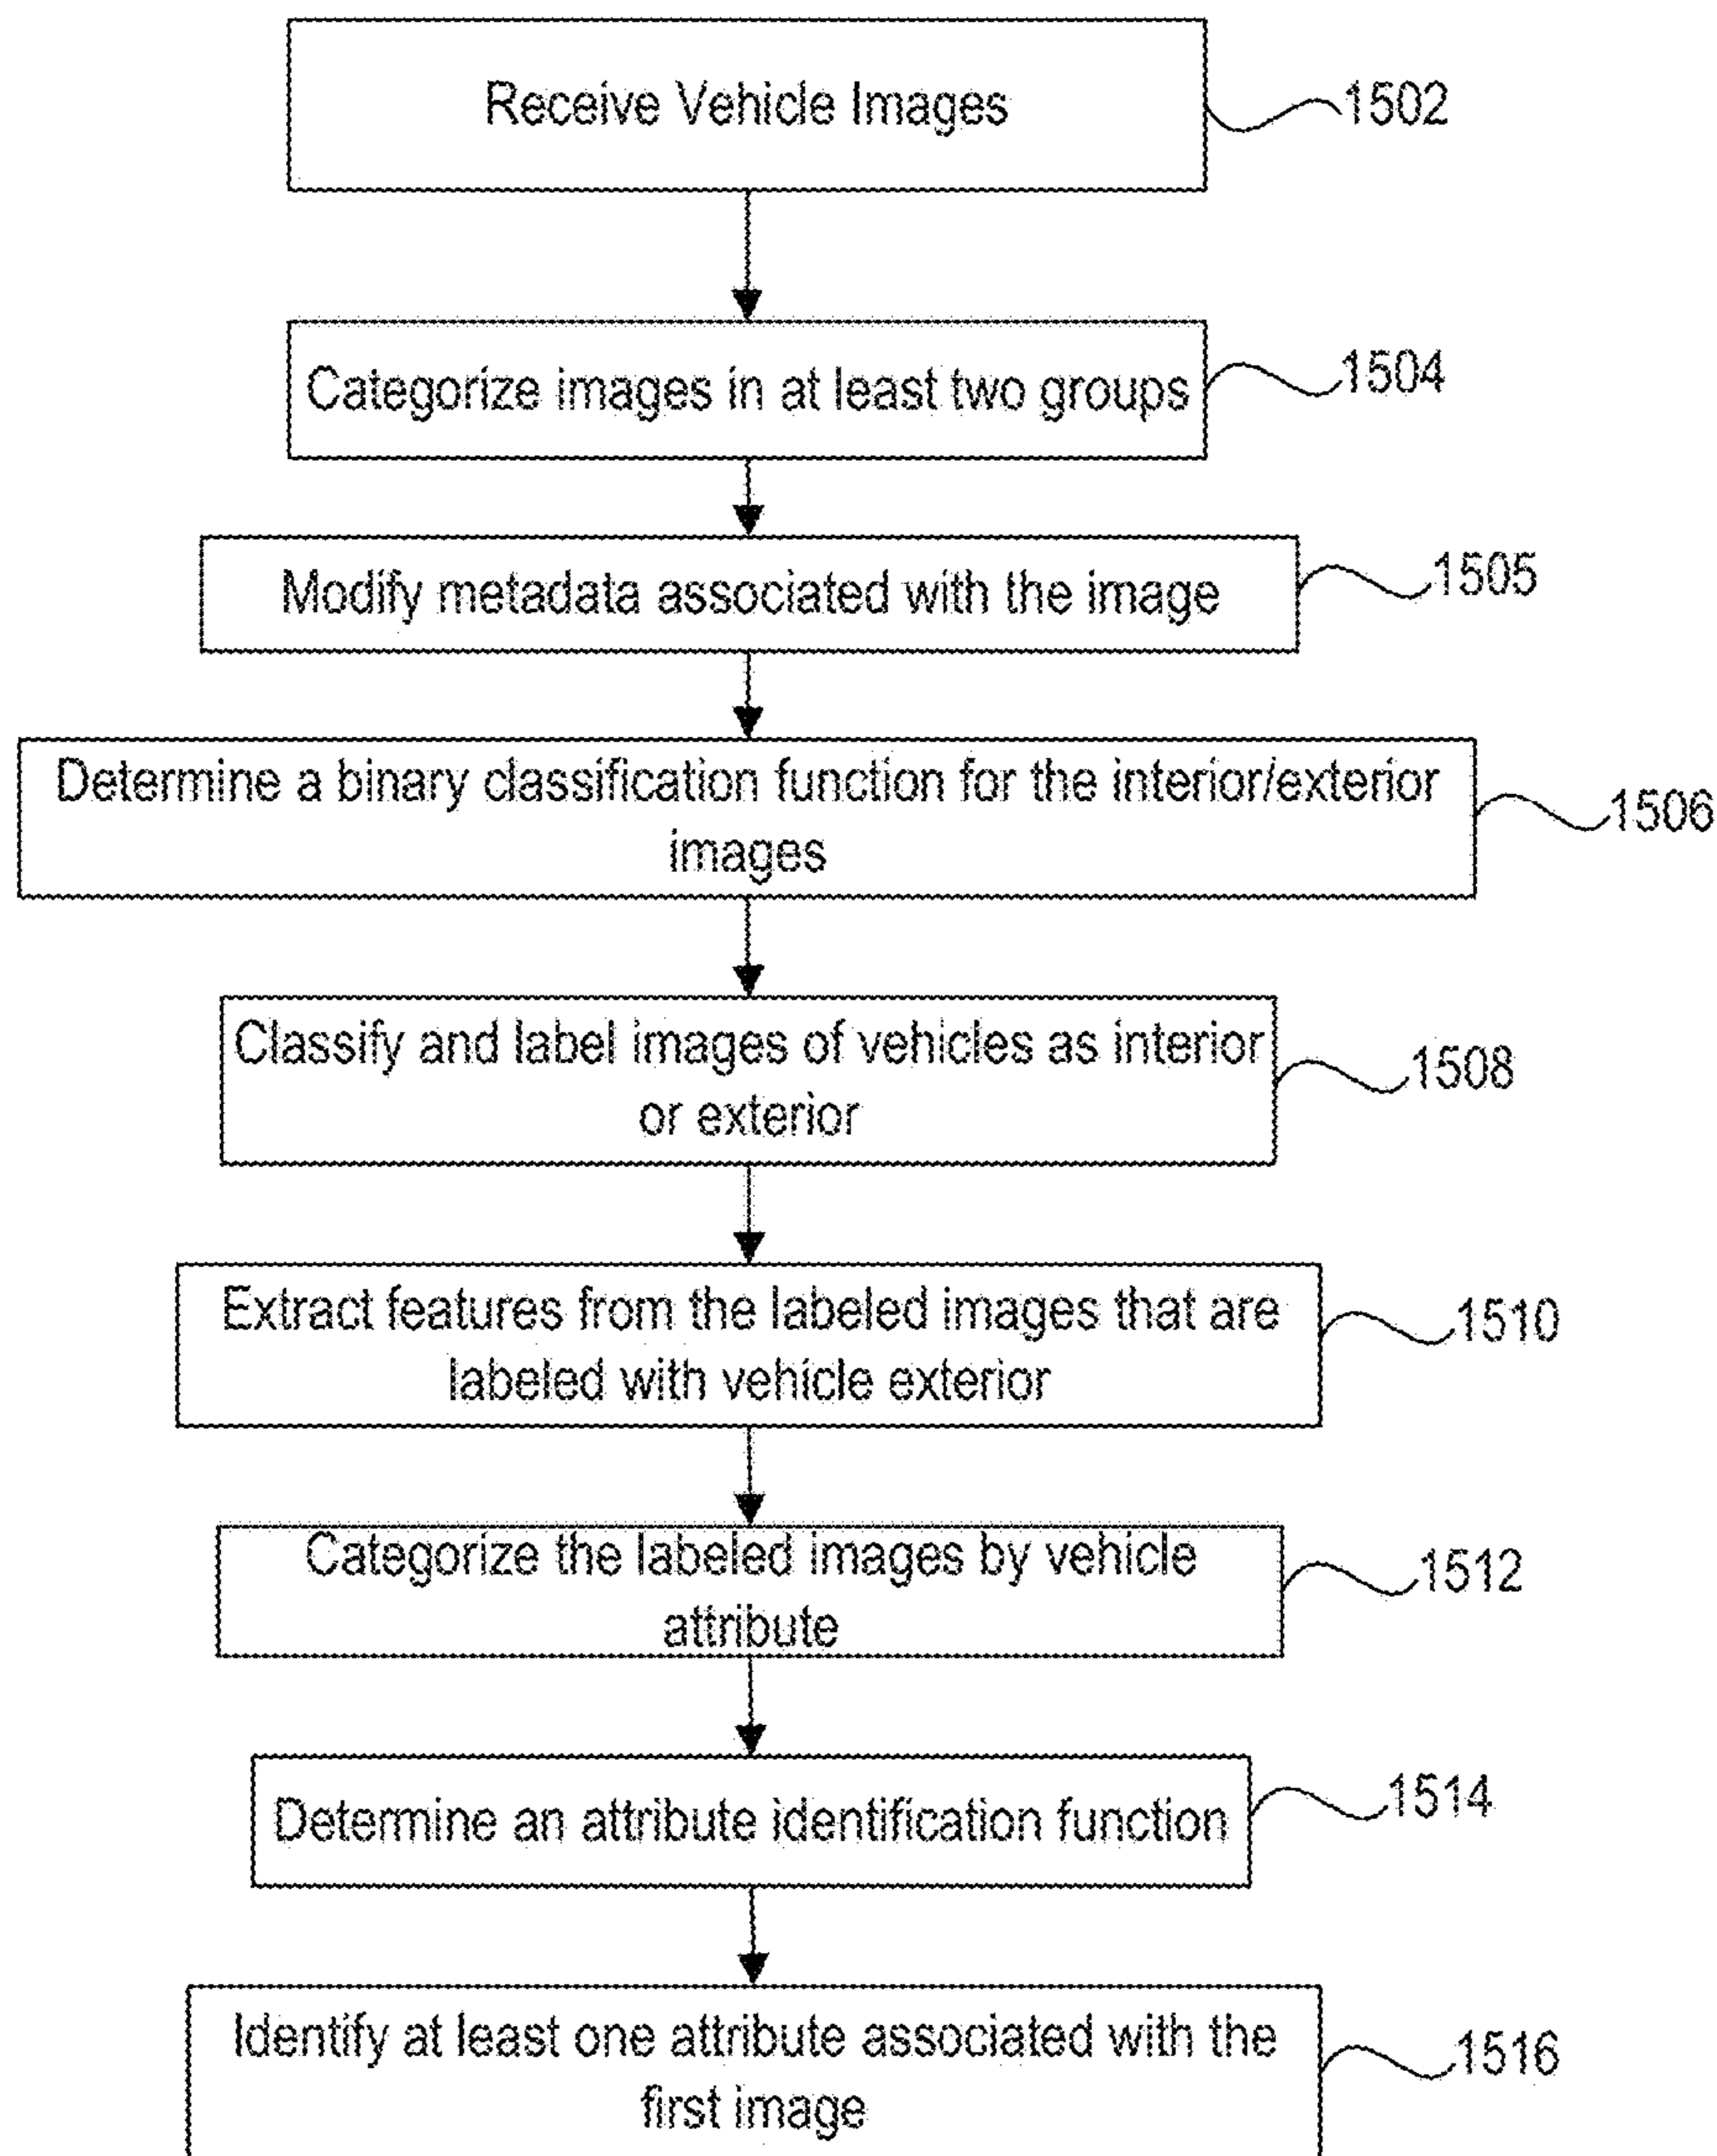 Receive Vehicle Images
1502
Categorize images in at least two groups
1504
Modify metadata associated with the image
1505
Determine a binary classification function for the interior/exterior
images
1506
Classify and label images of vehicles as interior
or exterior
1508
Extract features from the labeled images that are
labeled with vehicle exterior
1510
Categorize the labeled images by vehicle
attribute
1512
Determine an attribute identification function
1514
Identify at least one attribute associated with the
first image
1516